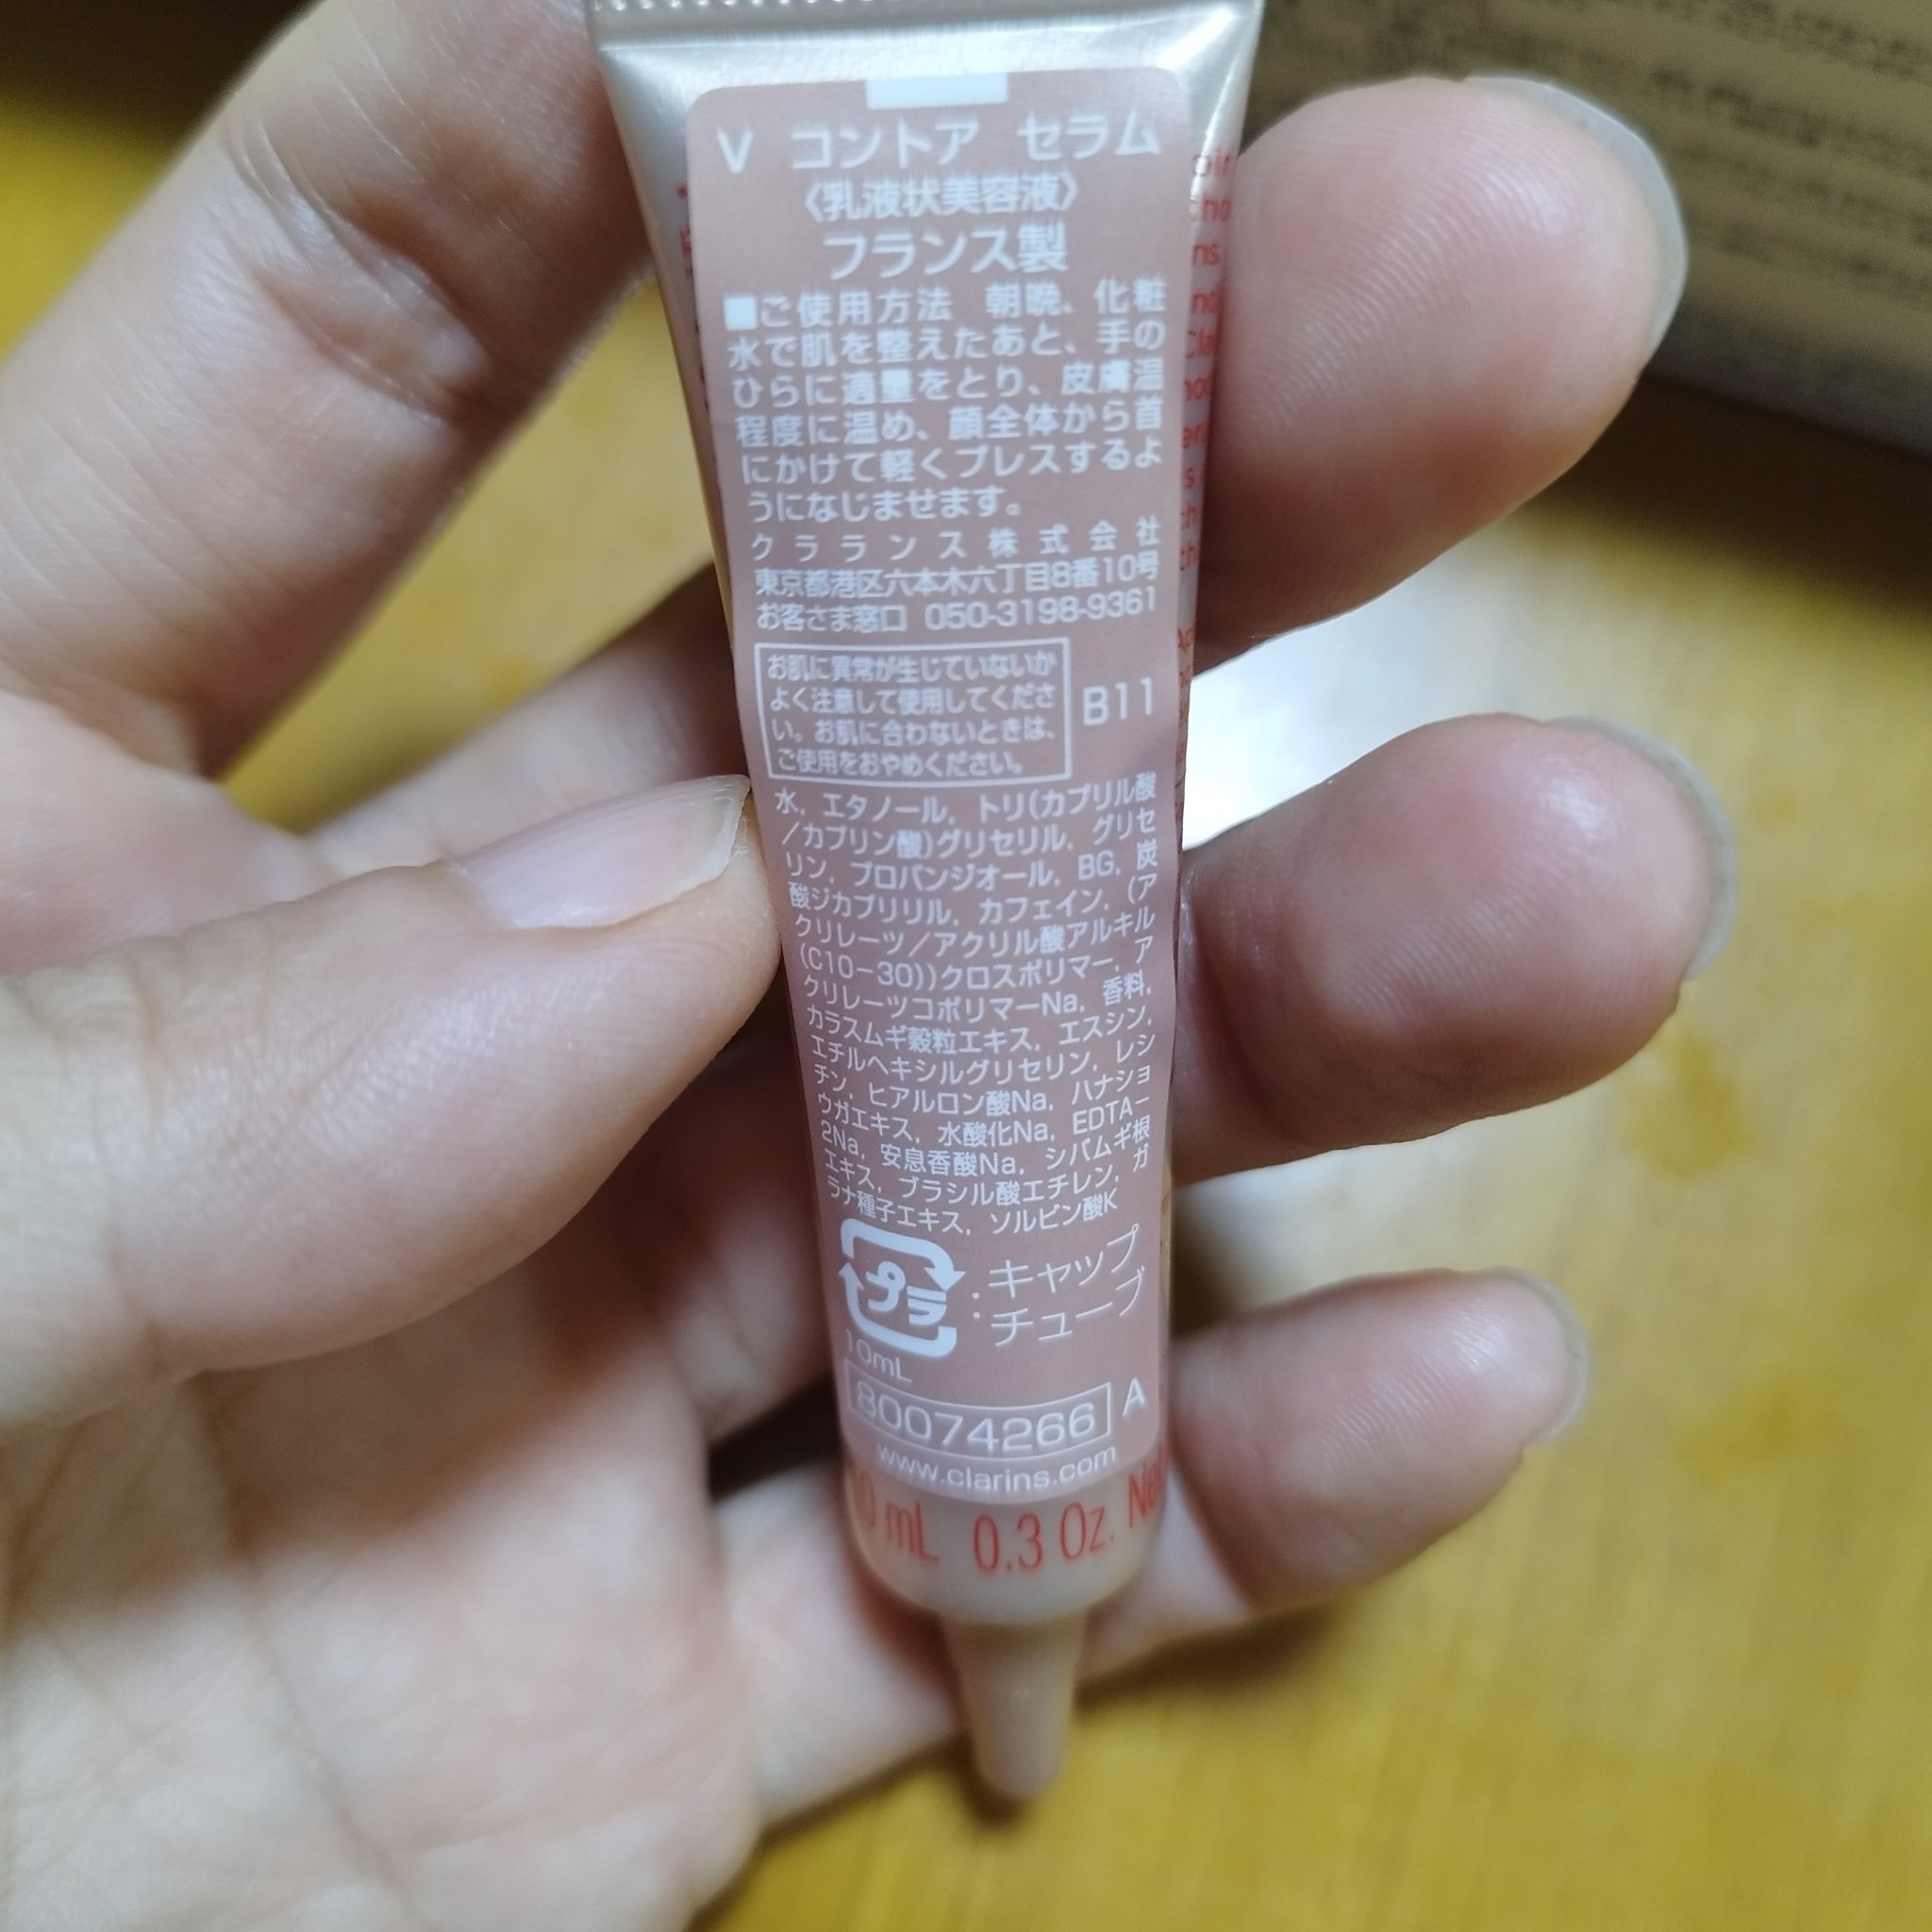 V コントア セラム
〈乳液状美容液〉
フランス製
■ご使用方法 朝晩、化粧
水で肌を整えたあと、手の
ひらに適量をとり、皮膚温
程度に温め、顔全体から首
にかけて軽くプレスするよ
うになじませます。
クラランス株式会社
東京都港区六本木六丁目8番10号
お客さま窓口 050-3198-9361
お肌に異常が生じていないか
よく注意して使用してくださ
い。お肌に合わないときは、
ご使用をおやめください。
B11
水, エタノール, トリ(カプリル酸
/カプリン酸)グリセリル, グリセ
リン, プロパンジオール, BG, 炭
酸ジカプリリル, カフェイン, (ア
クリレーツ/アクリル酸アルキル
(C10-30))クロスポリマー, ア
クリレーツコポリマーNa, 香料,
カラスムギ穀粒エキス, エスシン,
エチルヘキシルグリセリン, レシ
チン, ヒアルロン酸Na, ハナショ
ウガエキス, 水酸化Na, EDTA-
2Na, 安息香酸Na, シバムギ根
エキス, ブラシル酸エチレン, ガ
ラナ種子エキス, ソルビン酸K
プラ
:キャップ
チューブ
10mL
80074266 A
www.clarins.com
10 mL 0.3 Oz.